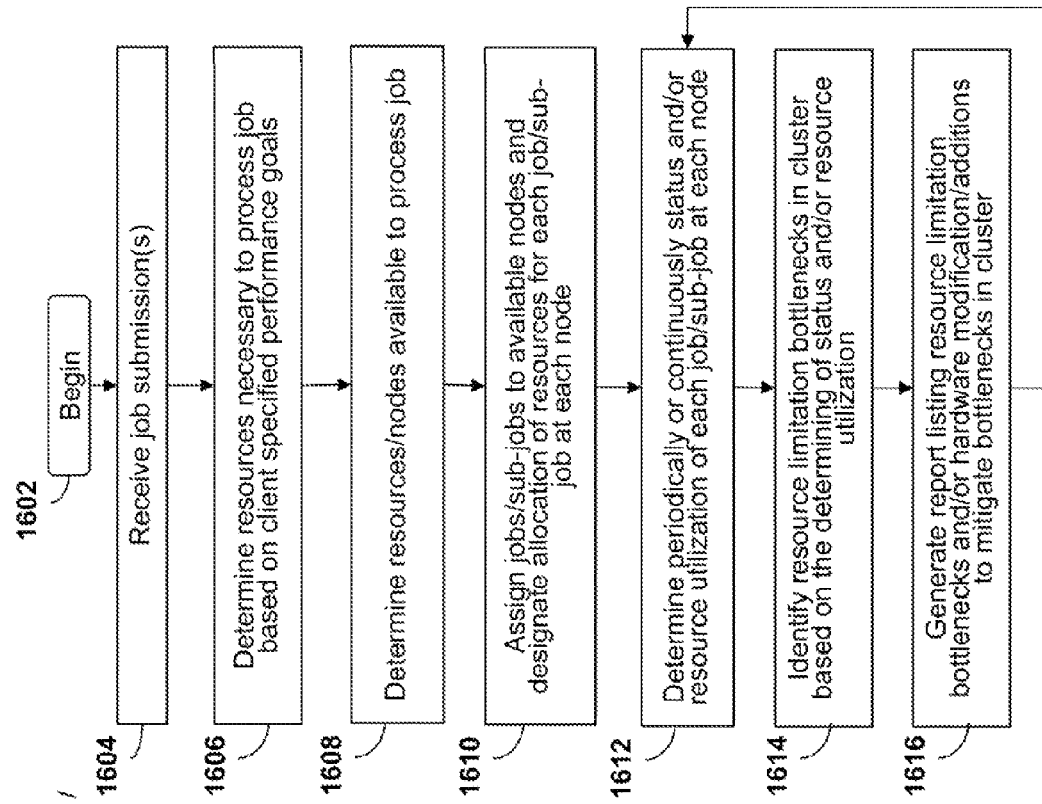 1602
Begin
1604
Receive job submission(s)
1606
Determine resources necessary to process job
based on client specified performance goals
1608
Determine resources/nodes available to process job
1610
Assign jobs/sub-jobs to available nodes and
designate allocation of resources for each job/sub-
job at each node
1612
Determine periodically or continuously status and/or
resource utilization of each job/sub-job at each node
1614
Identify resource limitation bottlenecks in cluster
based on the determining of status and/or resource
utilization
1616
Generate report listing resource limitation
bottlenecks and/or hardware modification/additions
to mitigate bottlenecks in cluster